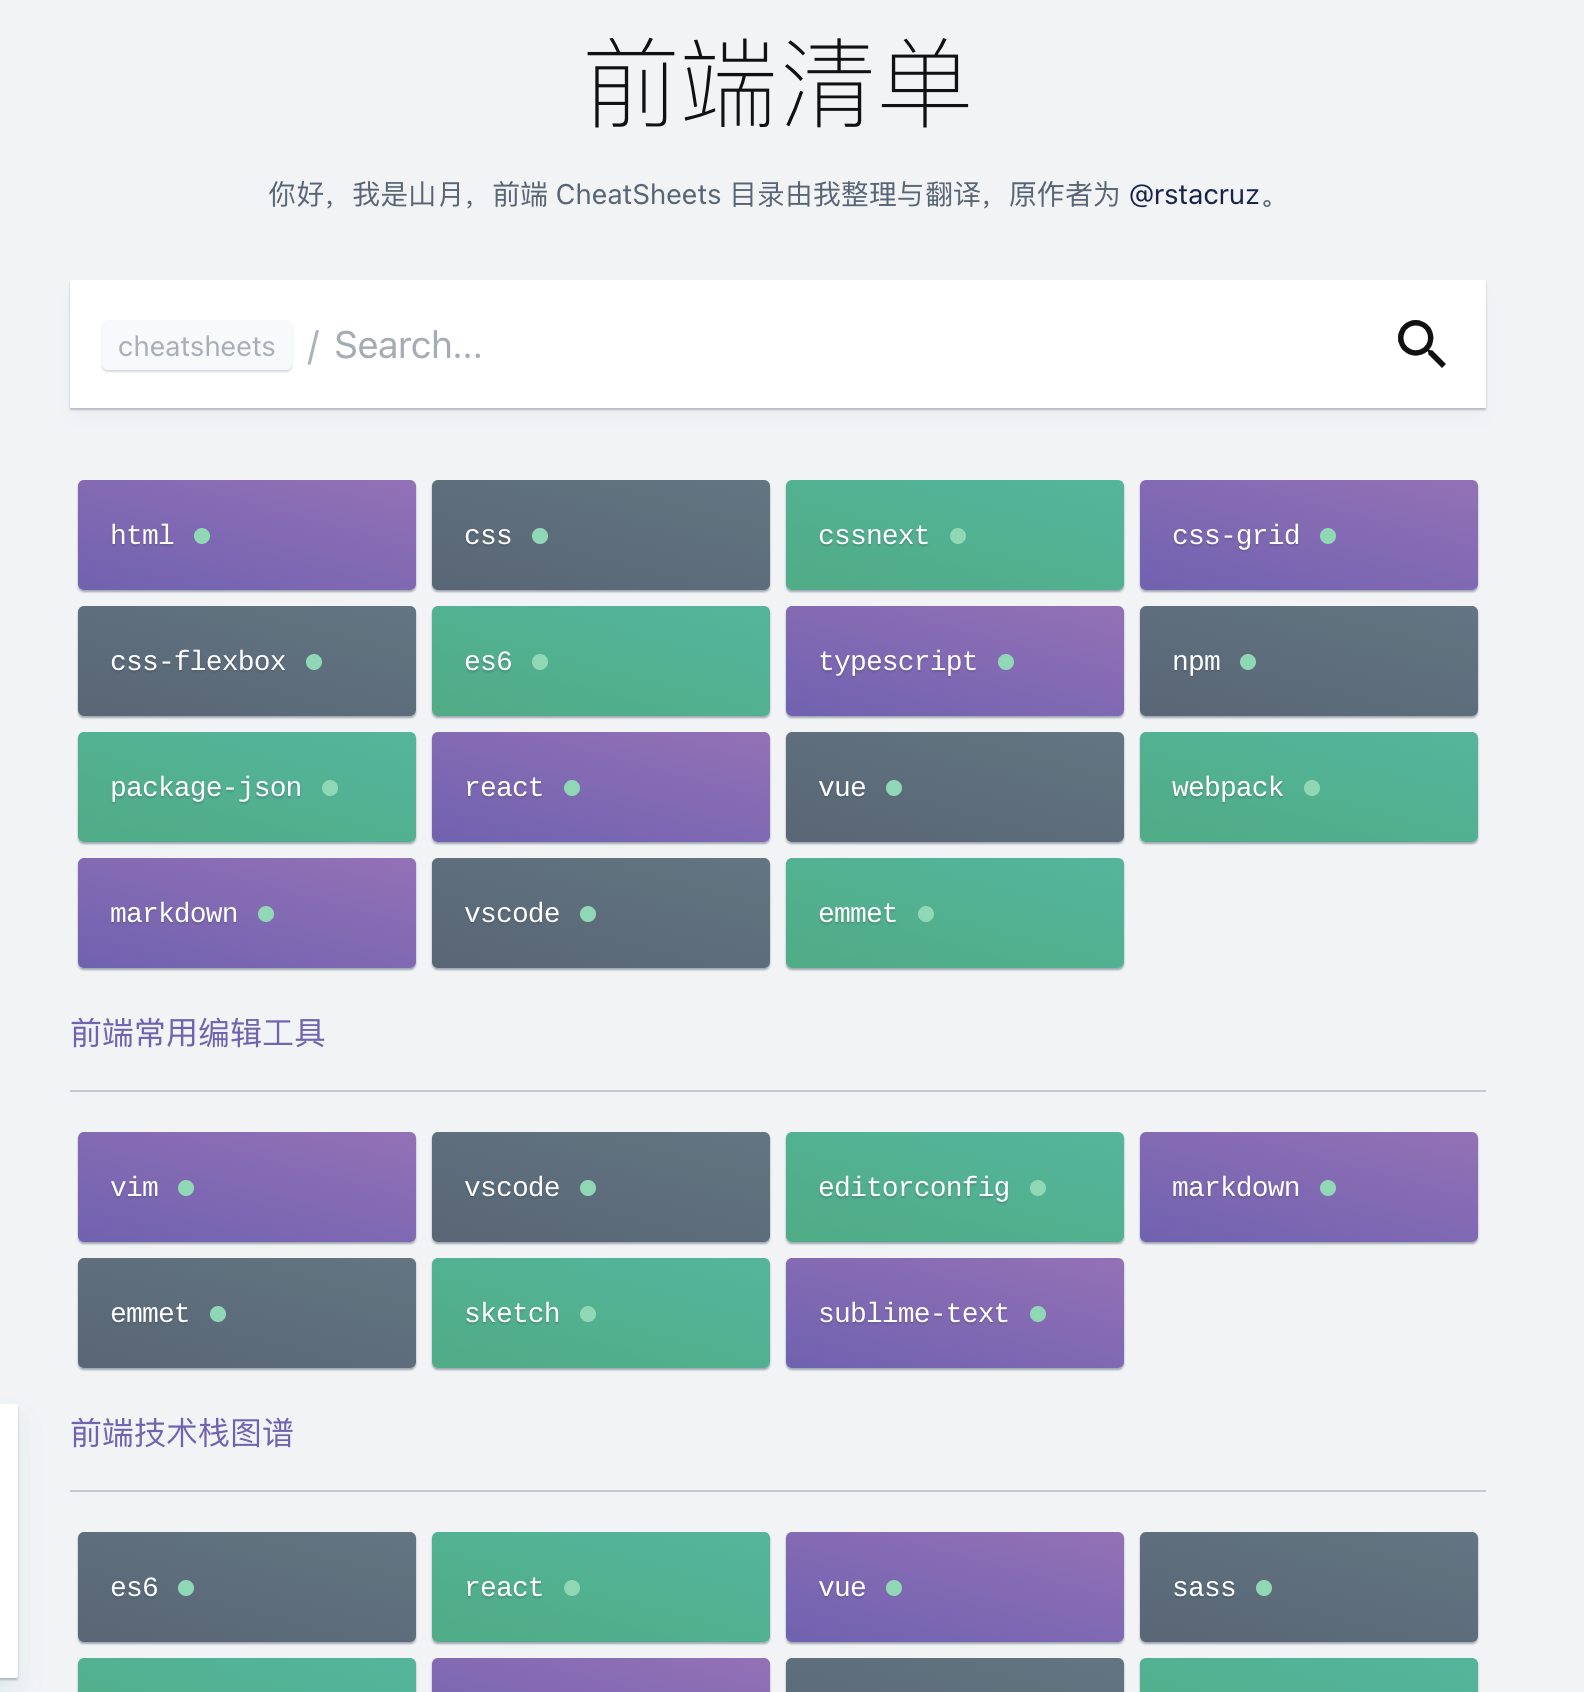 前端清单
你好，我是山月，前端 CheatSheets 目录由我整理与翻译，原作者为 @rstacruz。
cheatsheets / Search...
html css cssnext css-grid
css-flexbox es6 typescript npm
package-json react vue webpack
markdown vscode emmet
前端常用编辑工具
vim vscode editorconfig markdown
emmet sketch sublime-text
前端技术栈图谱
es6 react vue sass